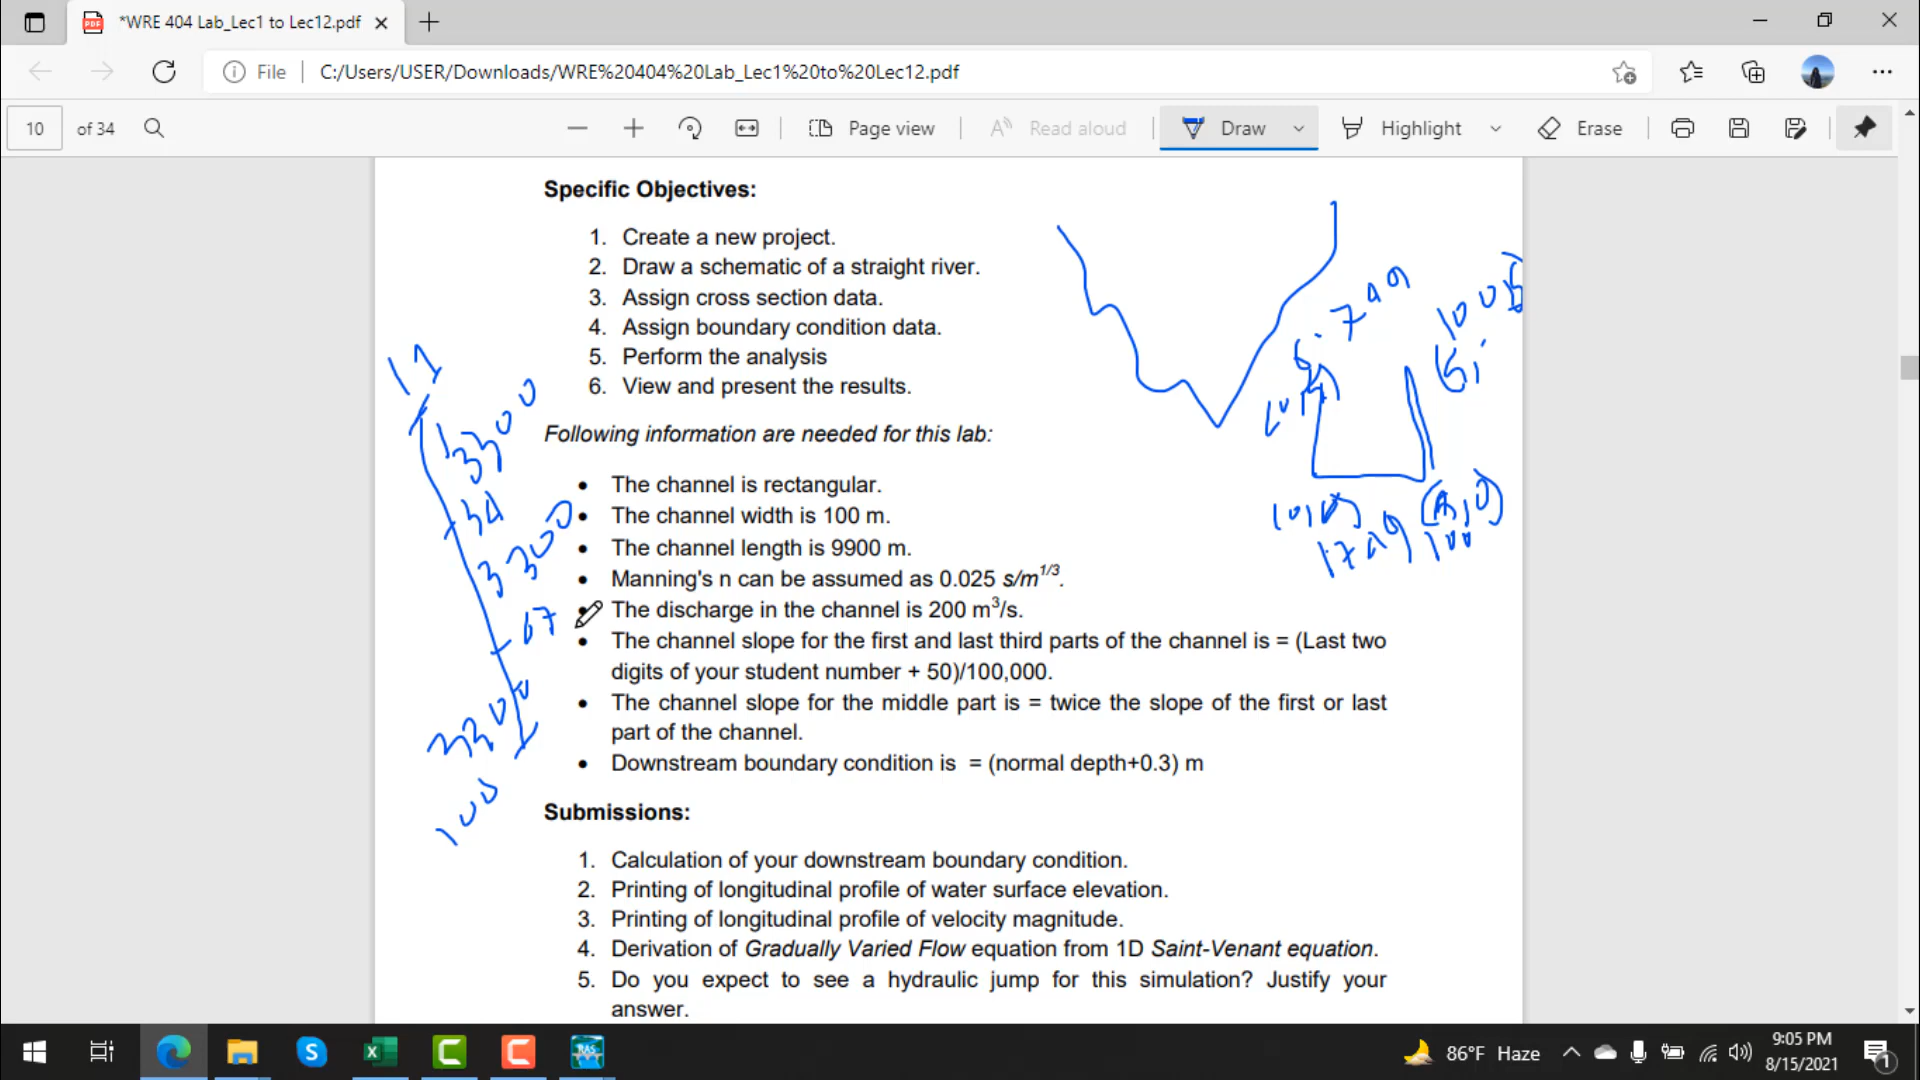 *WRE 404 Lab_Lec1 to Lec12.pdf
File
C:/Users/USER/Downloads/WRE%20404%20Lab_Lec1%20to%20Lec12.pdf
10 of 34
Page view
Read aloud
Draw
Highlight
Erase
Specific Objectives:
1. Create a new project.
2. Draw a schematic of a straight river.
3. Assign cross section data.
4. Assign boundary condition data.
5. Perform the analysis
6. View and present the results.
Following information are needed for this lab:
• The channel is rectangular.
• The channel width is 100 m.
• The channel length is 9900 m.
• Manning's n can be assumed as 0.025 s/m1/3.
The discharge in the channel is 200 m3/s.
• The channel slope for the first and last third parts of the channel is = (Last two
digits of your student number + 50)/100,000.
• The channel slope for the middle part is = twice the slope of the first or last
part of the channel.
• Downstream boundary condition is = (normal depth+0.3) m
3300
34
3300
67
3300
100
Submissions:
1. Calculation of your downstream boundary condition.
2. Printing of longitudinal profile of water surface elevation.
3. Printing of longitudinal profile of velocity magnitude.
4. Derivation of Gradually Varied Flow equation from 1D Saint-Venant equation.
5. Do you expect to see a hydraulic jump for this simulation? Justify your
answer.
86°F Haze
9:05 PM
8/15/2021
1